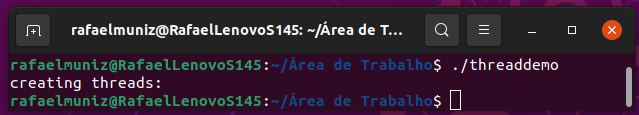 rafaelmuniz@RafaelLenovoS145: ~/Área de T...
rafaelmuniz@RafaelLenovoS145:~/Área de Trabalho$ ./threaddemo
creating threads:
rafaelmuniz@RafaelLenovoS145:~/Área de Trabalho$